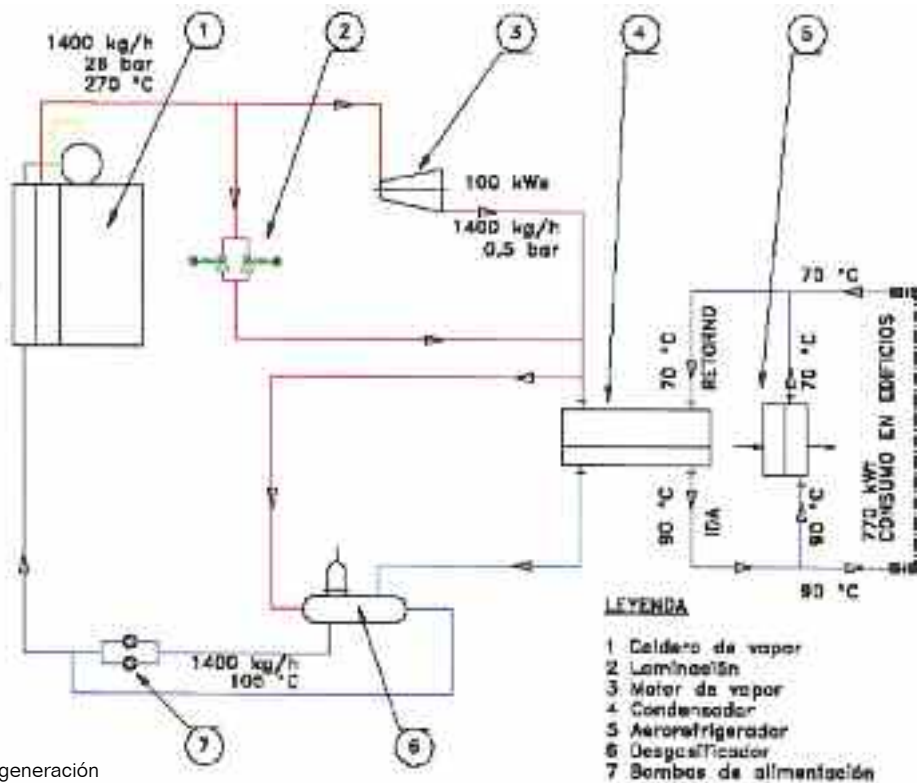 1
2
3
4
5
1400 kg/h
28 bar
270 °C
100 kWe
1400 kg/h
0,5 bar
70 °C
70 °C
RETORNO
70 °C
770 kWt
CONSUMO EN EDIFICIOS
90 °C
IDA
90 °C
90 °C
1400 kg/h
105 °C
7
6
LEYENDA
1 Caldera de vapor
2 Laminación
3 Motor de vapor
4 Condensador
5 Aerorefrigerador
6 Desgasificador
7 Bombas de alimentación
generación